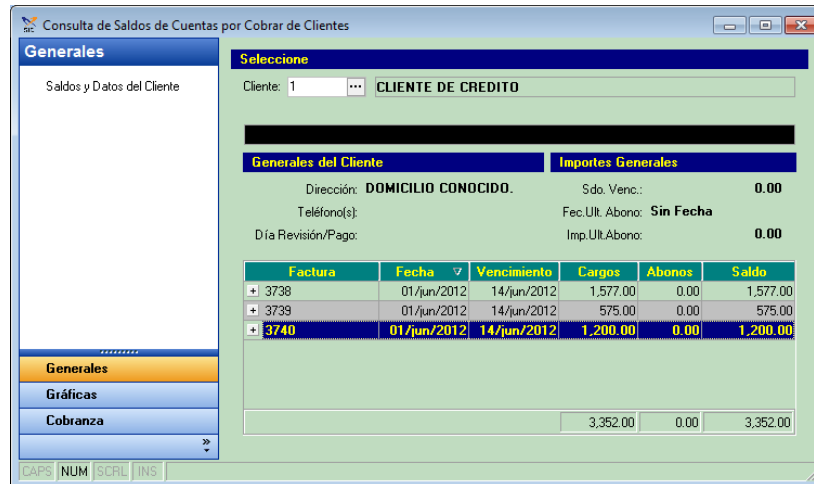 Consulta de Saldos de Cuentas por Cobrar de Clientes
Generales
Saldos y Datos del Cliente
Seleccione
Cliente: 1 ... CLIENTE DE CREDITO
Generales del Cliente
Dirección: DOMICILIO CONOCIDO.
Teléfono(s):
Día Revisión/Pago:
Importes Generales
Sdo. Venc.: 0.00
Fec.Ult. Abono: Sin Fecha
Imp.Ult.Abono: 0.00
Factura Fecha Vencimiento Cargos Abonos Saldo
3738 01/jun/2012 14/jun/2012 1,577.00 0.00 1,577.00
3739 01/jun/2012 14/jun/2012 575.00 0.00 575.00
3740 01/jun/2012 14/jun/2012 1,200.00 0.00 1,200.00
3,352.00 0.00 3,352.00
Generales
Gráficas
Cobranza
CAPS NUM SCRL INS